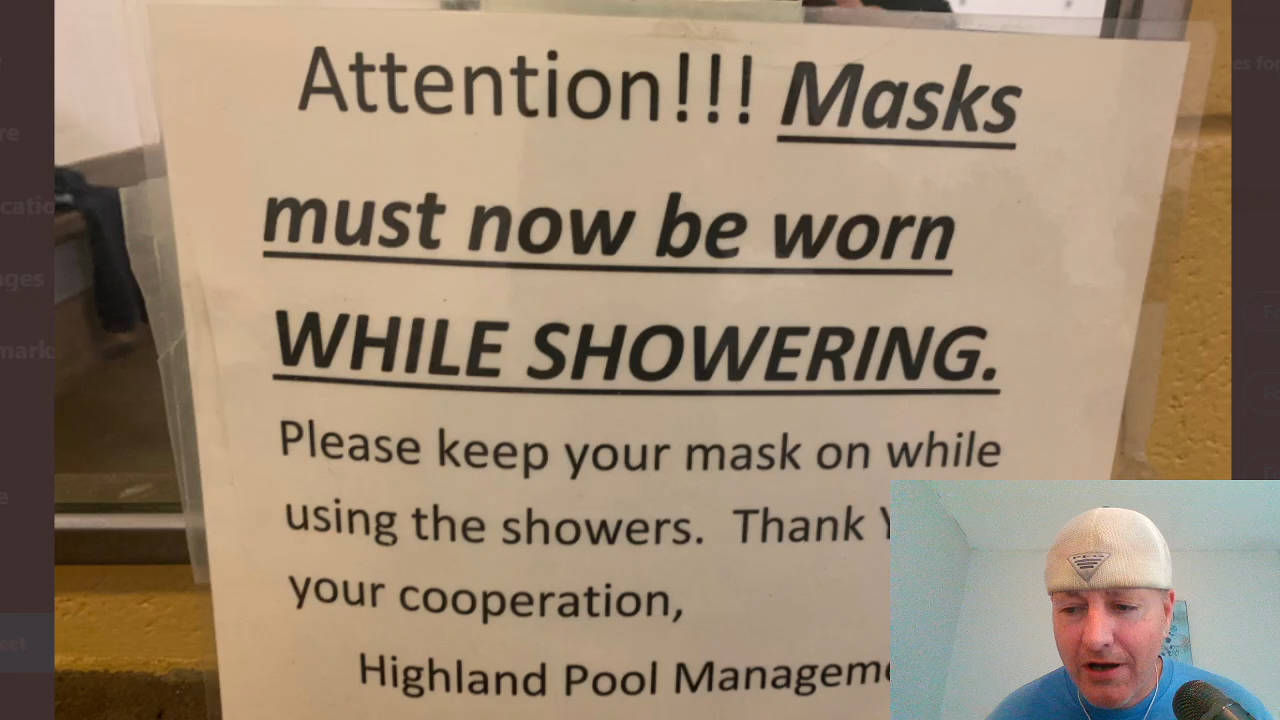 Attention!!! Masks
must now be worn
WHILE SHOWERING.
Please keep your mask on while
using the showers. Thank
your cooperation,
Highland Pool Manageme